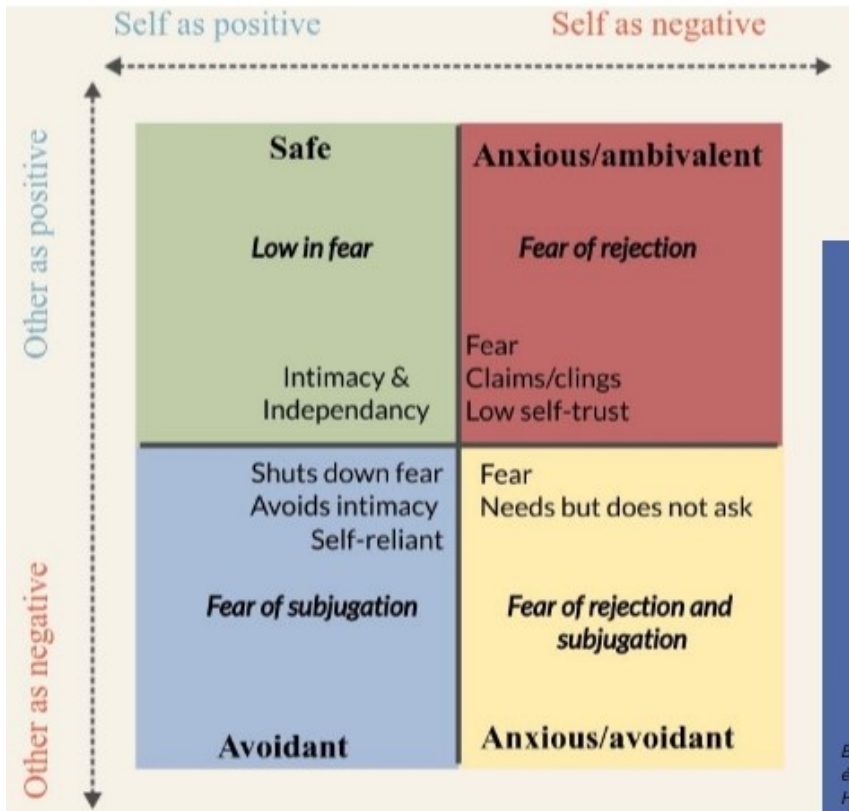 Self as positive
Self as negative
Other as positive
Other as negative
Safe
Low in fear
Intimacy &
Independancy
Anxious/ambivalent
Fear of rejection
Fear
Claims/clings
Low self-trust
Shuts down fear
Avoids intimacy
Self-reliant
Fear of subjugation
Avoidant
Fear
Needs but does not ask
Fear of rejection and
subjugation
Anxious/avoidant